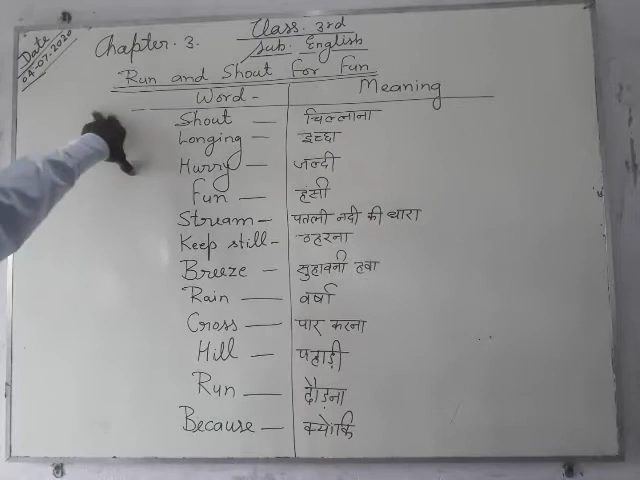 Date
04-07-2020
Class. 3rd
Chapter. 3.
Sub. English
Run and Shout For Fun
Word - Meaning
Shout — चिल्लाना
Longing — इच्छा
Hurry — जल्दी
Fun — हंसी
Stream — पतली नदी की धारा
Keep still - ठहरना
Breeze — सुहावनी हवा
Rain — वर्षा
Cross — पार करना
Hill — पहाड़ी
Run — दौड़ना
Because — क्योंकि